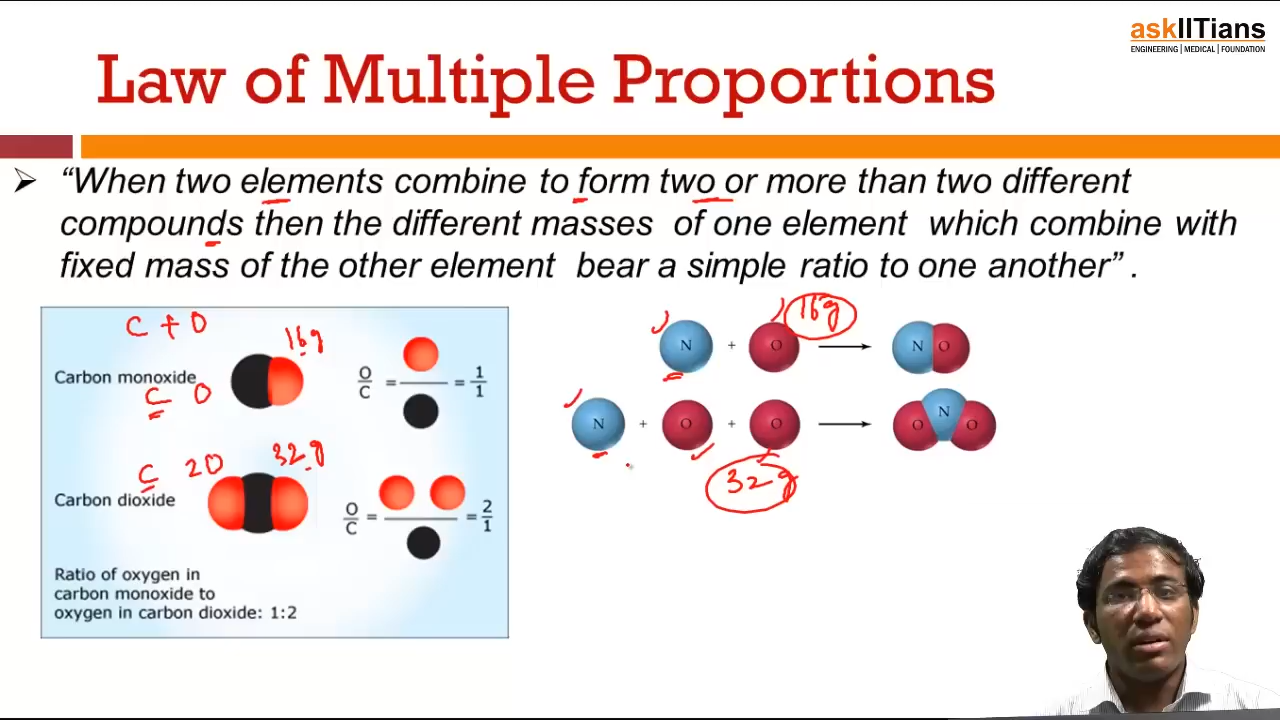 askIITians
ENGINEERING | MEDICAL | FOUNDATION
Law of Multiple Proportions
➢ “When two elements combine to form two or more than two different
compounds then the different masses of one element which combine with
fixed mass of the other element bear a simple ratio to one another” .
C + O
16g
Carbon monoxide
C O
O/C = = 1/1
C 2O
32g
Carbon dioxide
O/C = = 2/1
Ratio of oxygen in
carbon monoxide to
oxygen in carbon dioxide: 1:2
16g
N + O → N O
N + O + O → O N O
32g